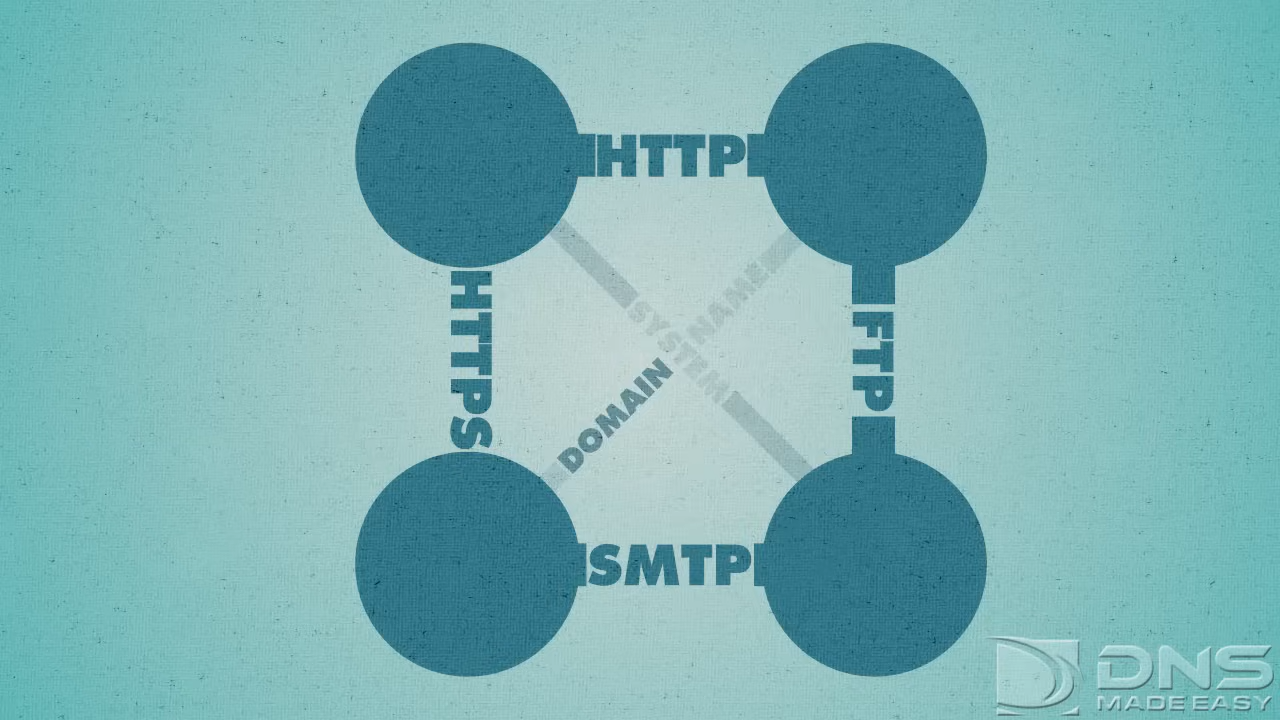 HTTP
HTTPS
FTP
DOMAIN NAME
SYSTEM
SMTP
DNS
MADE EASY